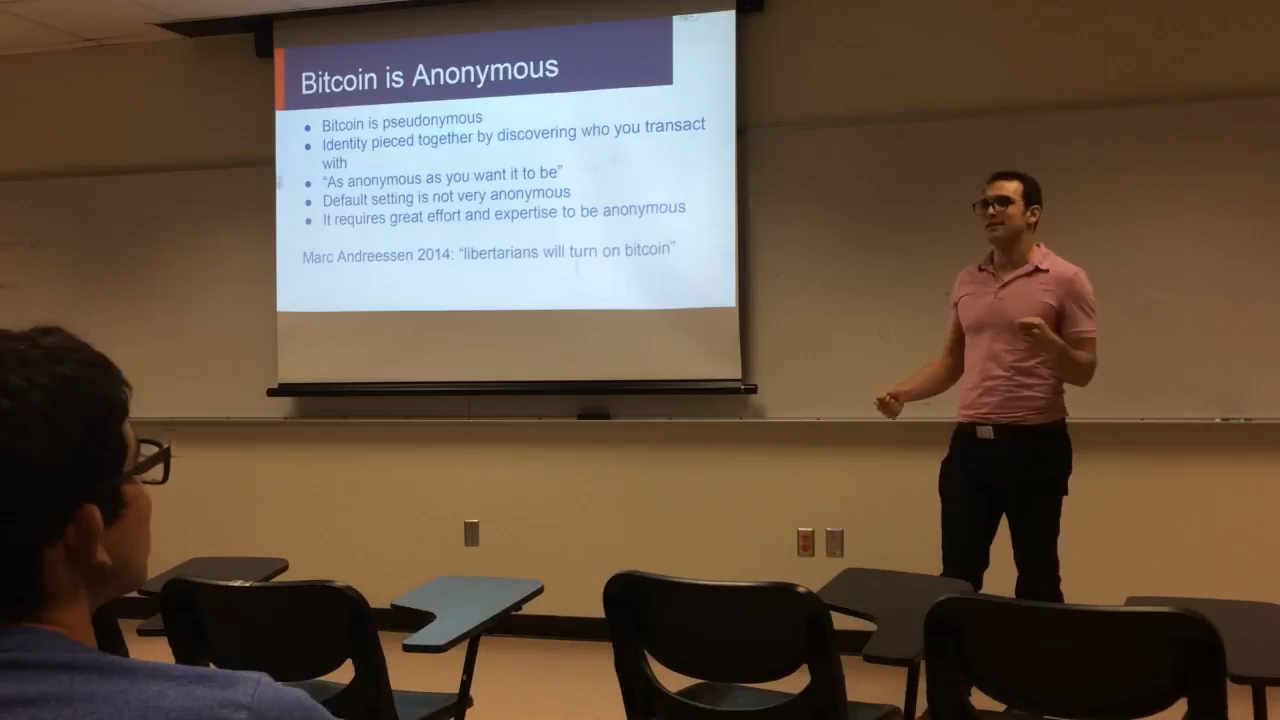 Bitcoin is Anonymous
● Bitcoin is pseudonymous
● Identity pieced together by discovering who you transact
with
● “As anonymous as you want it to be”
● Default setting is not very anonymous
● It requires great effort and expertise to be anonymous
Marc Andreessen 2014: “libertarians will turn on bitcoin”